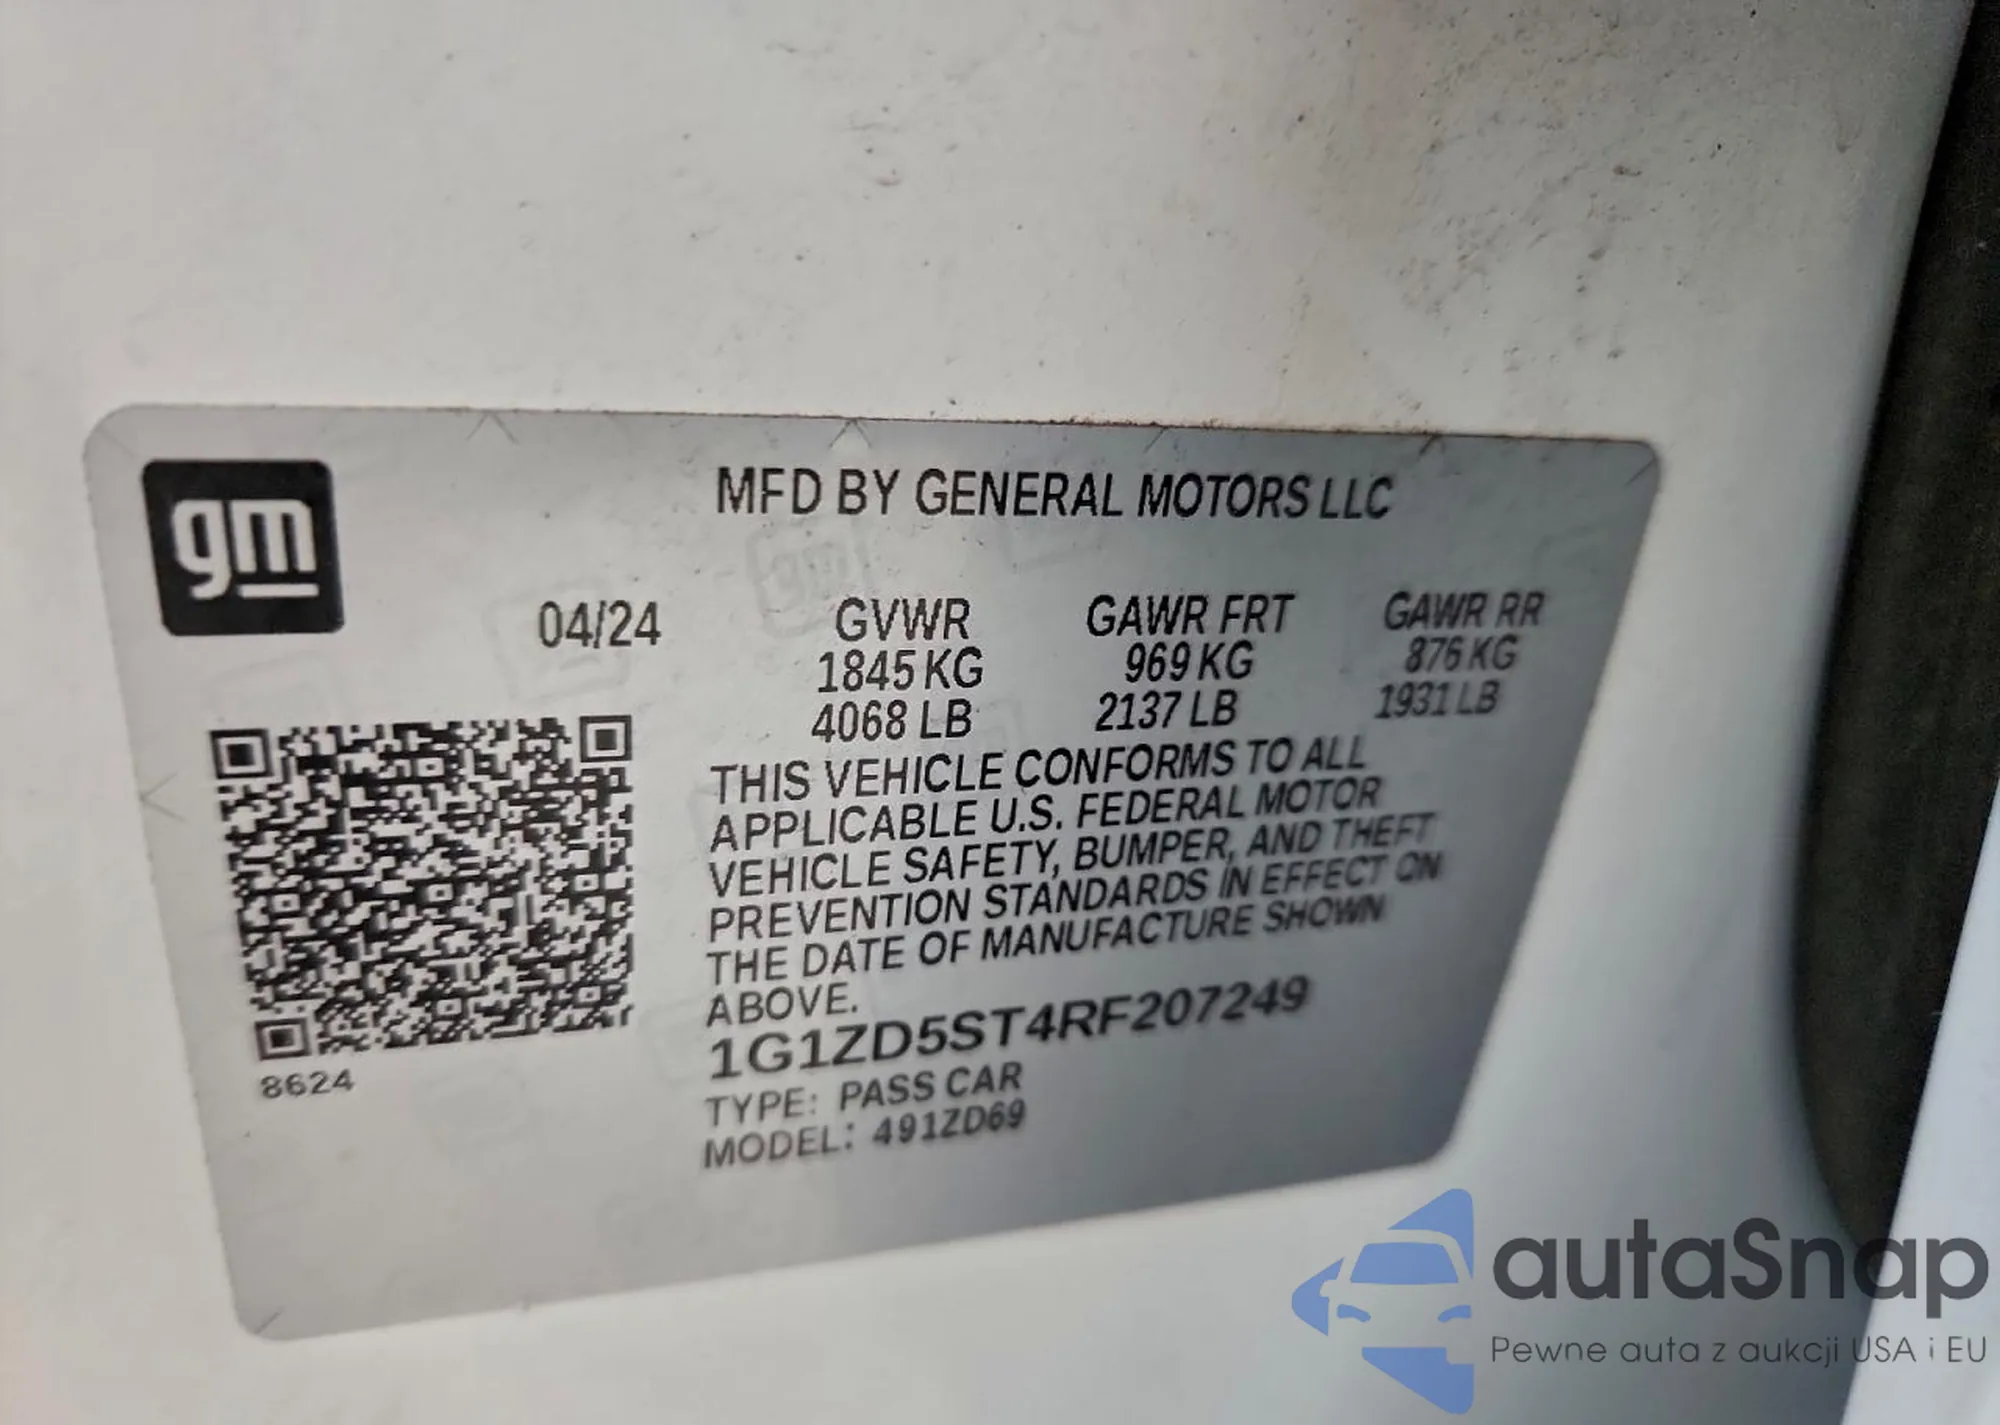 gm
MFD BY GENERAL MOTORS LLC
04/24 GVWR GAWR FRT GAWR RR
1845 KG 969 KG 876 KG
4068 LB 2137 LB 1931 LB
THIS VEHICLE CONFORMS TO ALL
APPLICABLE U.S. FEDERAL MOTOR
VEHICLE SAFETY, BUMPER, AND THEFT
PREVENTION STANDARDS IN EFFECT ON
THE DATE OF MANUFACTURE SHOWN
ABOVE.
1G1ZD5ST4RF207249
8624
TYPE: PASS CAR
MODEL: 491ZD69
autaSnap
Pewne auta z aukcji USA i EU